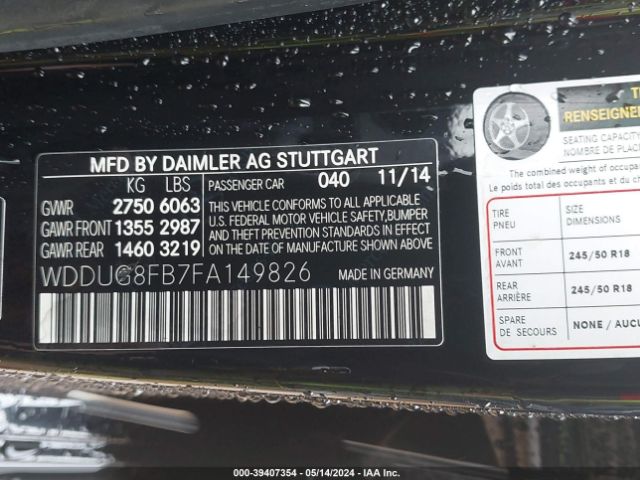 MFD BY DAIMLER AG STUTTGART
KG LBS
PASSENGER CAR 040 11/14
GVWR 2750 6063
GAWR FRONT 1355 2987
GAWR REAR 1460 3219
THIS VEHICLE CONFORMS TO ALL APPLICABLE
U.S. FEDERAL MOTOR VEHICLE SAFETY,BUMPER
AND THEFT PREVENTION STANDARDS IN EFFECT
ON THE DATE OF MANUFACTURE SHOWN ABOVE.
WDDUG8FB7FA149826
MADE IN GERMANY
RENSEIGNE
SEATING CAPACIT
NOMBRE DE PLACE
The combined weight of occupa
Le poids total des occupants et du ch
TIRE
PNEU
SIZE
DIMENSIONS
FRONT
AVANT
245/50 R18
REAR
ARRIÈRE
245/50 R18
SPARE
DE SECOURS
NONE / AUCU
000-39407354 - 05/14/2024 - IAA Inc.